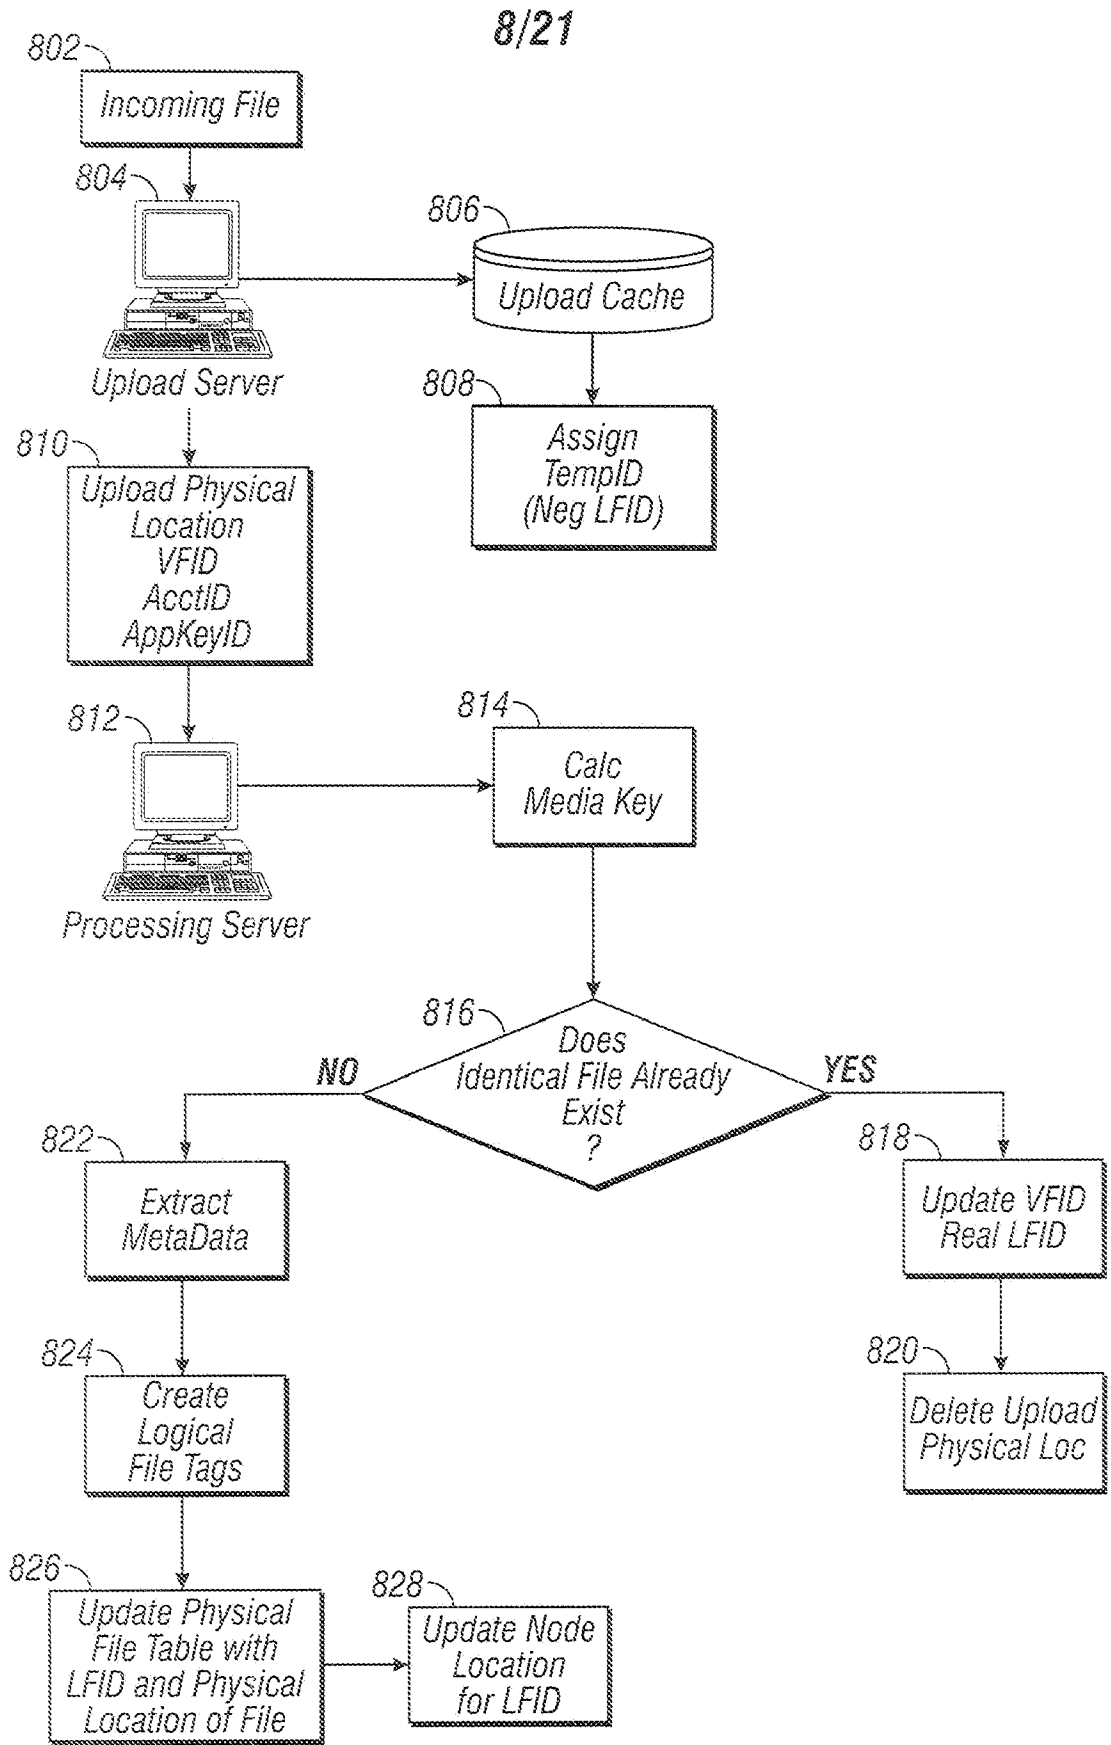 8/21
802
Incoming File
804
Upload Server
806
Upload Cache
808
Assign
TempID
(Neg LFID)
810
Upload Physical
Location
VFID
AcctID
AppKeyID
812
Processing Server
814
Calc
Media Key
816
Does
Identical File Already
Exist
?
NO
YES
822
Extract
MetaData
818
Update VFID
Real LFID
824
Create
Logical
File Tags
820
Delete Upload
Physical Loc
826
Update Physical
File Table with
LFID and Physical
Location of File
828
Update Node
Location
for LFID